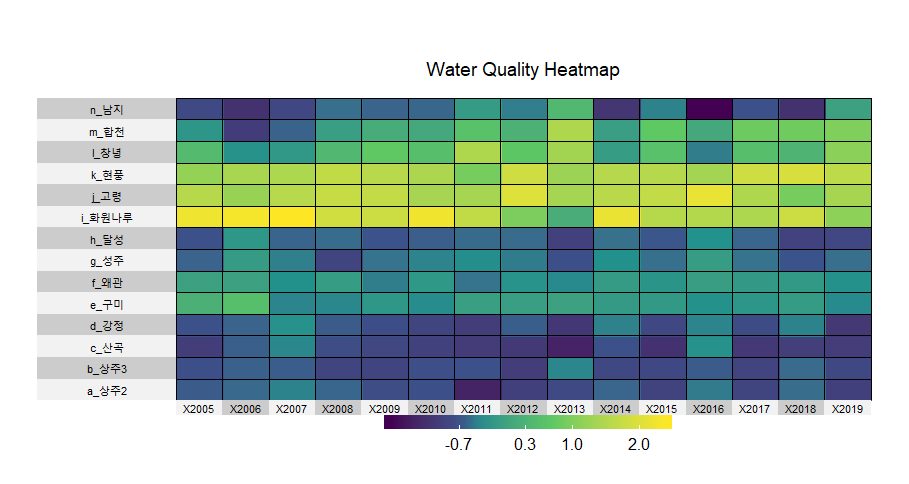 Water Quality Heatmap
n_남지
m_합천
l_창녕
k_현풍
j_고령
i_화원나루
h_달성
g_성주
f_왜관
e_구미
d_강정
c_산곡
b_상주3
a_상주2
X2005 X2006 X2007 X2008 X2009 X2010 X2011 X2012 X2013 X2014 X2015 X2016 X2017 X2018 X2019
-0.7 0.3 1.0 2.0